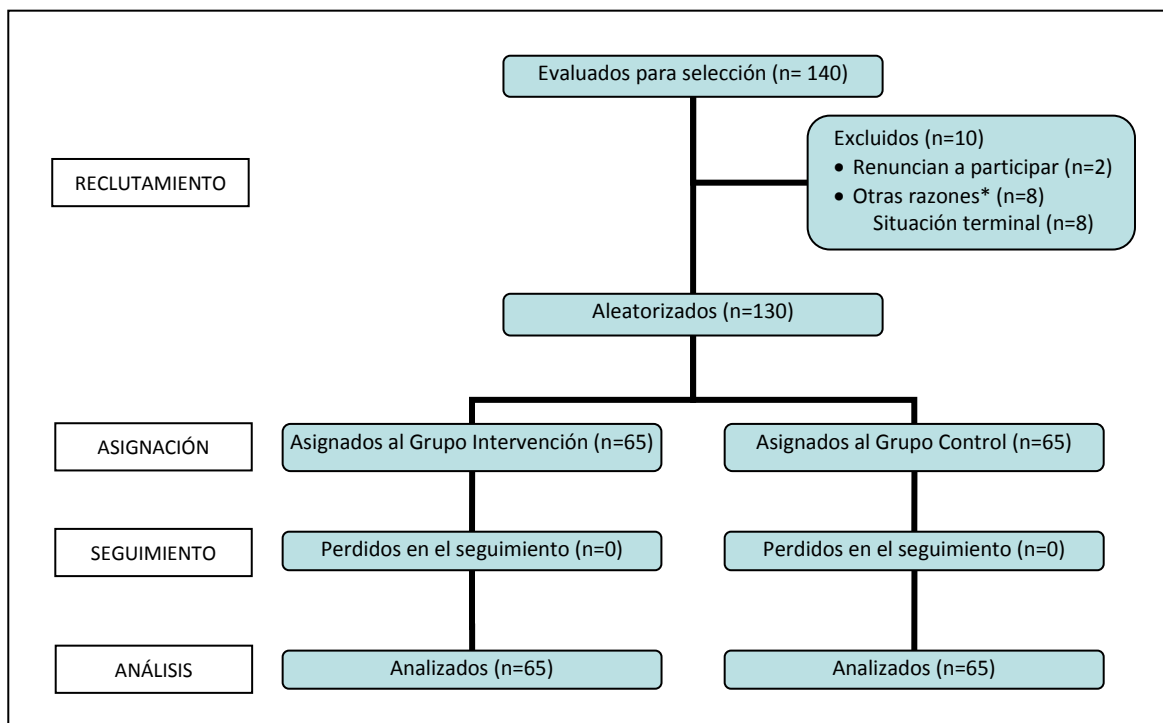 Evaluados para selección (n= 140)
Excluidos (n=10)
• Renuncian a participar (n=2)
• Otras razones* (n=8)
Situación terminal (n=8)
RECLUTAMIENTO
Aleatorizados (n=130)
ASIGNACIÓN
Asignados al Grupo Intervención (n=65)
Asignados al Grupo Control (n=65)
SEGUIMIENTO
Perdidos en el seguimiento (n=0)
Perdidos en el seguimiento (n=0)
ANÁLISIS
Analizados (n=65)
Analizados (n=65)